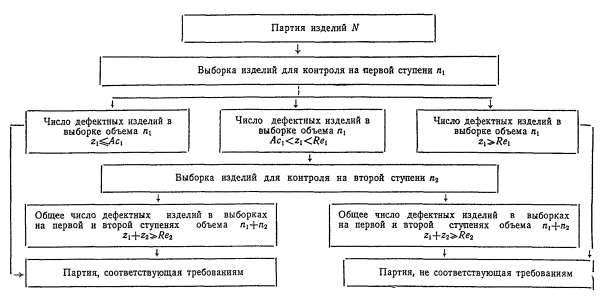 Партия изделий N
Выборка изделий для контроля на первой ступени n₁
Число дефектных изделий в
выборке объема n₁
z₁⩽Ac₁
Число дефектных изделий в
выборке объема n₁
Ac₁<z₁<Re₁
Число дефектных изделий в
выборке объема n₁
z₁⩾Re₁
Выборка изделий для контроля на второй ступени n₂
Общее число дефектных изделий в выборках
на первой и второй ступенях объема n₁+n₂
z₁+z₂⩾Re₂
Общее число дефектных изделий в выборках
на первой и второй ступенях объема n₁+n₂
z₁+z₂⩾Re₂
Партия, соответствующая требованиям
Партия, не соответствующая требованиям